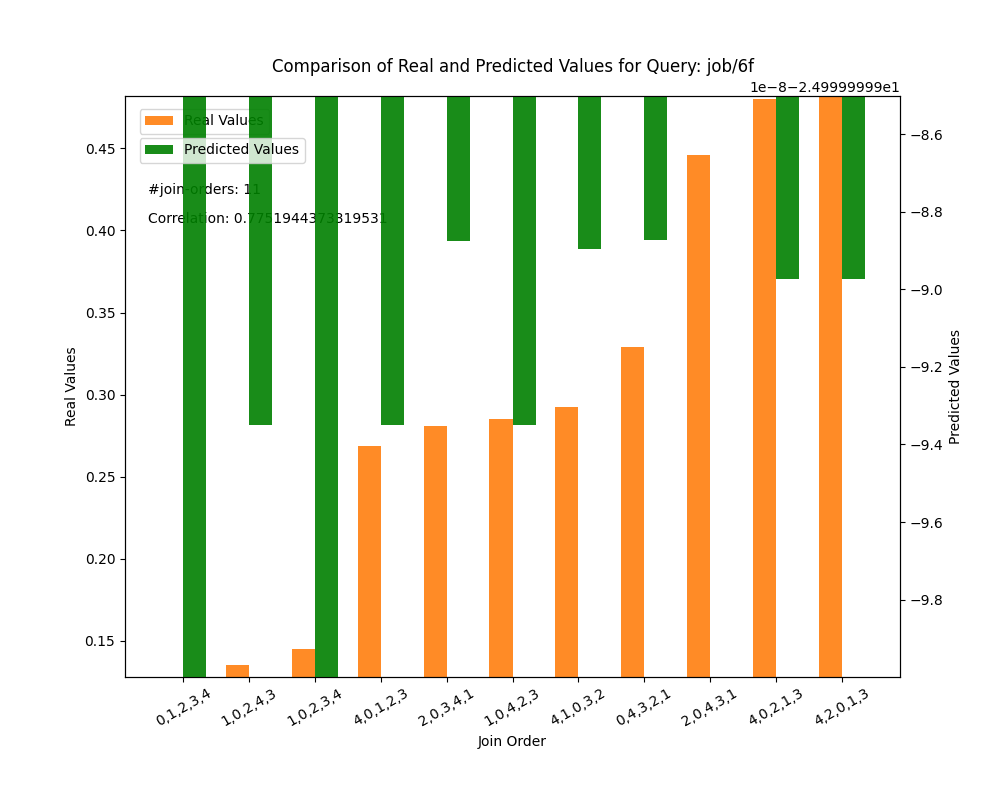 Comparison of Real and Predicted Values for Query: job/6f
1e−8−2.49999999e1
Real Values
Predicted Values
#join-orders: 11
Correlation: 0.7751944373319531
0.45
0.40
0.35
0.30
0.25
0.20
0.15
Real Values
−8.6
−8.8
−9.0
−9.2
−9.4
−9.6
−9.8
Predicted Values
0,1,2,3,4
1,0,2,4,3
1,0,2,3,4
4,0,1,2,3
2,0,3,4,1
1,0,4,2,3
4,1,0,3,2
0,4,3,2,1
2,0,4,3,1
4,0,2,1,3
4,2,0,1,3
Join Order